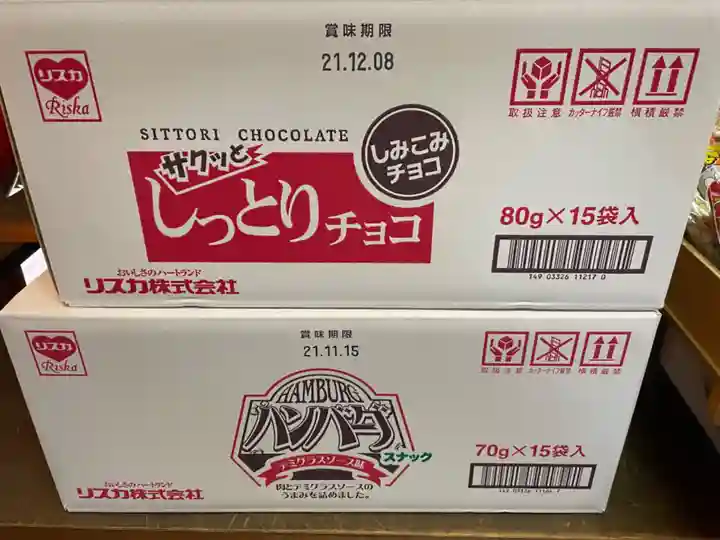 賞味期限
21.12.08
リスカ
Riska
取扱注意
カッターナイフ厳禁
横積厳禁
SITTORI CHOCOLATE
サクッと
しっとりチョコ
しみこみ
チョコ
80g×15袋入
149 03326 11217 0
おいしさのハートランド
リスカ株式会社
賞味期限
21.11.15
リスカ
Riska
取扱注意
カッターナイフ厳禁
横積厳禁
HAMBURG
ハンバーグ
スナック
デミグラスソース味
肉とデミグラスソースの
うまみを詰めました。
70g×15袋入
おいしさのハートランド
リスカ株式会社